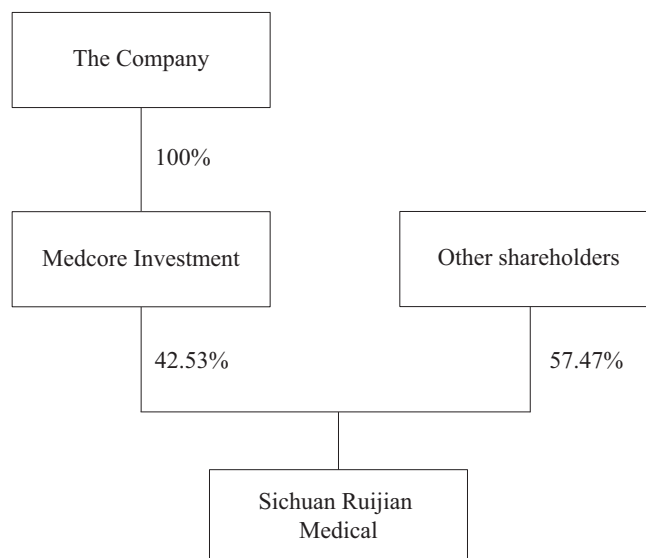 The Company
100%
Medcore Investment
Other shareholders
42.53%
57.47%
Sichuan Ruijian
Medical